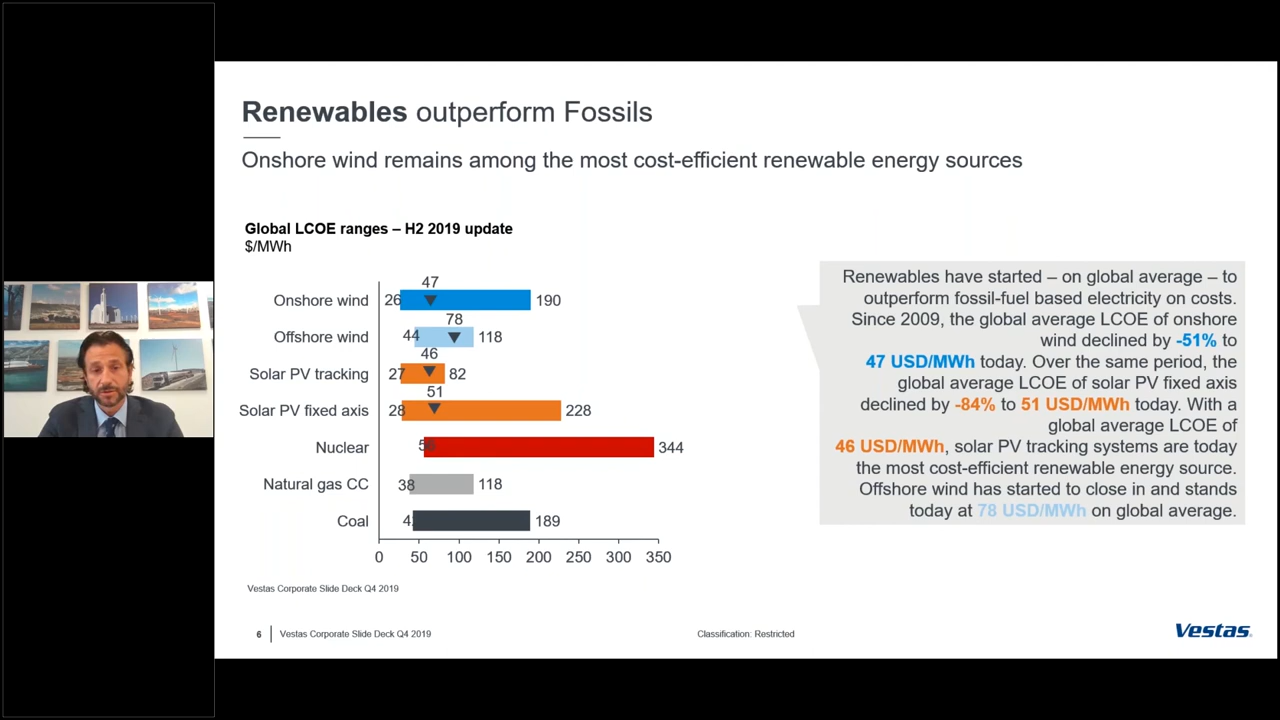 Renewables outperform Fossils
Onshore wind remains among the most cost-efficient renewable energy sources
Global LCOE ranges – H2 2019 update
$/MWh
47
Onshore wind 26 190
78
Offshore wind 44 118
46
Solar PV tracking 27 82
51
Solar PV fixed axis 28 228
Nuclear 344
Natural gas CC 38 118
Coal 189
0 50 100 150 200 250 300 350
Renewables have started – on global average – to
outperform fossil-fuel based electricity on costs.
Since 2009, the global average LCOE of onshore
wind declined by -51% to
47 USD/MWh today. Over the same period, the
global average LCOE of solar PV fixed axis
declined by -84% to 51 USD/MWh today. With a
global average LCOE of
46 USD/MWh, solar PV tracking systems are today
the most cost-efficient renewable energy source.
Offshore wind has started to close in and stands
today at 78 USD/MWh on global average.
Vestas Corporate Slide Deck Q4 2019
6 Vestas Corporate Slide Deck Q4 2019
Classification: Restricted
Vestas